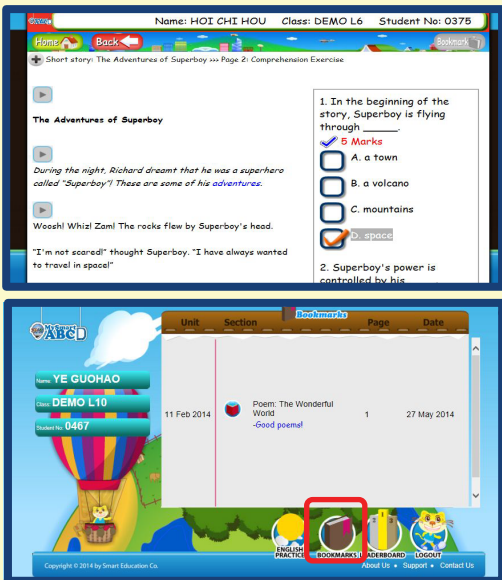 Name: HOI CHI HOU Class: DEMO L6 Student No: 0375
Home Back Bookmark
Short story: The Adventures of Superboy >>> Page 2: Comprehension Exercise
The Adventures of Superboy
During the night, Richard dreamt that he was a superhero
called "Superboy"! These are some of his adventures.
Woosh! Whiz! Zam! The rocks flew by Superboy's head.
"I'm not scared!" thought Superboy. "I have always wanted
to travel in space!"
1. In the beginning of the
story, Superboy is flying
through _____.
5 Marks
A. a town
B. a volcano
C. mountains
D. space
2. Superboy's power is
controlled by his
MySmart
ABCD
Bookmarks
Unit Section Page Date
Name: YE GUOHAO
Class: DEMO L10
Student No: 0467
11 Feb 2014 Poem: The Wonderful
World 1 27 May 2014
-Good poems!
ENGLISH
PRACTICE BOOKMARKS LEADERBOARD LOGOUT
Copyright © 2014 by Smart Education Co. About Us • Support • Contact Us